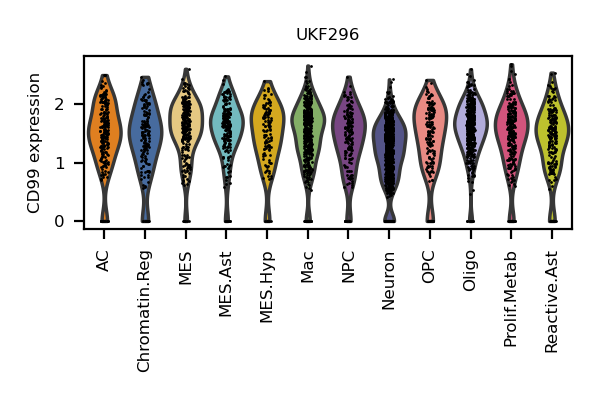 UKF296
CD99 expression
2
1
0
AC
Chromatin.Reg
MES
MES.Ast
MES.Hyp
Mac
NPC
Neuron
OPC
Oligo
Prolif.Metab
Reactive.Ast